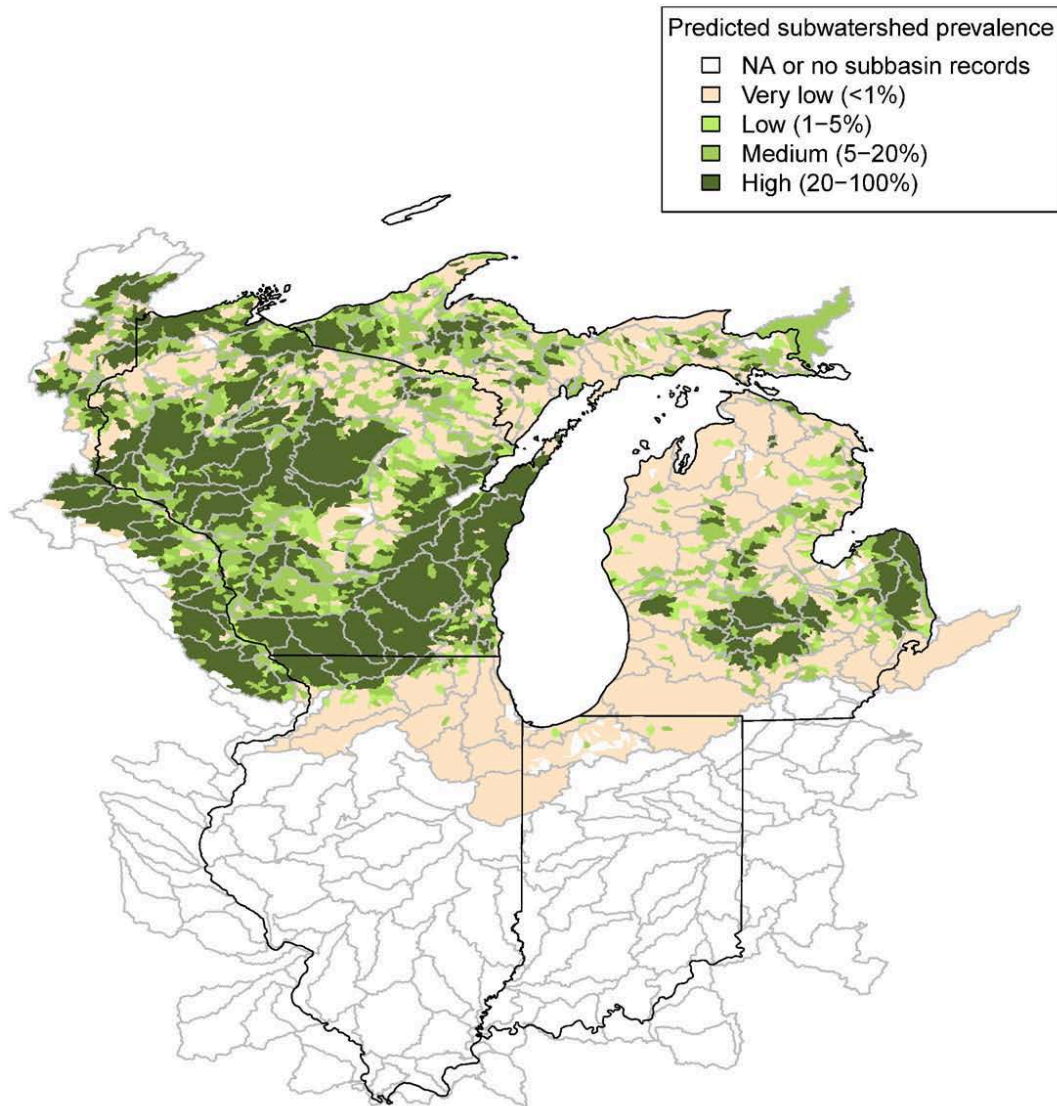 Predicted subwatershed prevalence
NA or no subbasin records
Very low (<1%)
Low (1−5%)
Medium (5−20%)
High (20−100%)